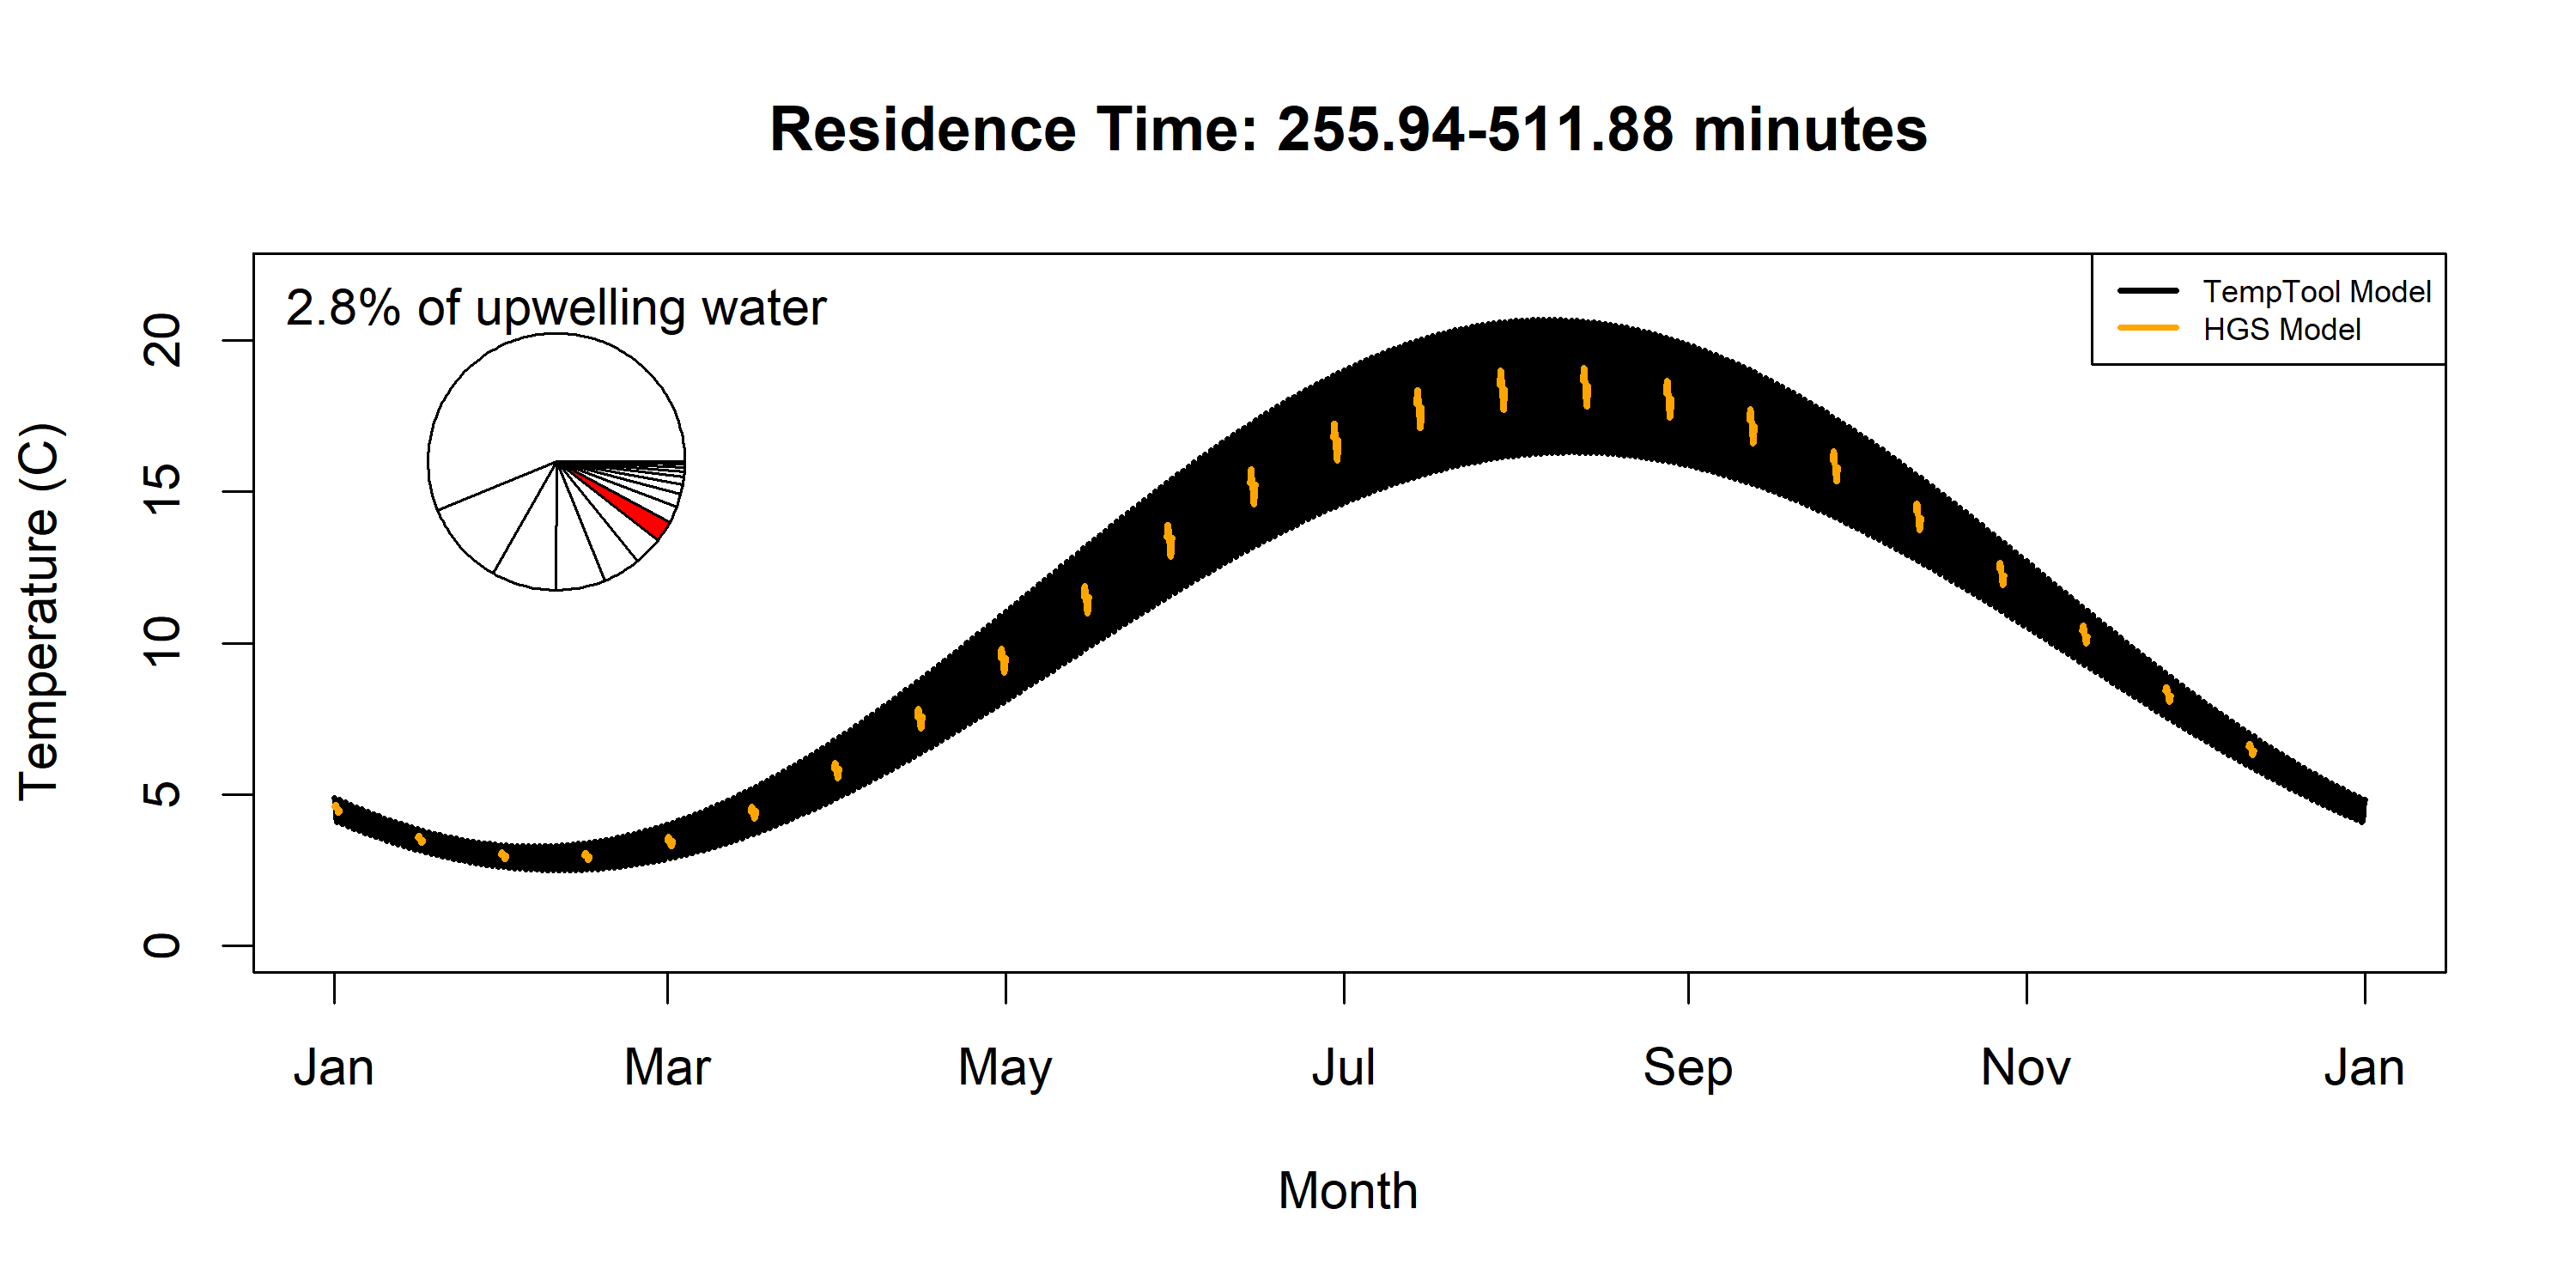 Residence Time: 255.94-511.88 minutes
2.8% of upwelling water
TempTool Model
HGS Model
Temperature (C)
20
15
10
5
0
Jan Mar May Jul Sep Nov Jan
Month